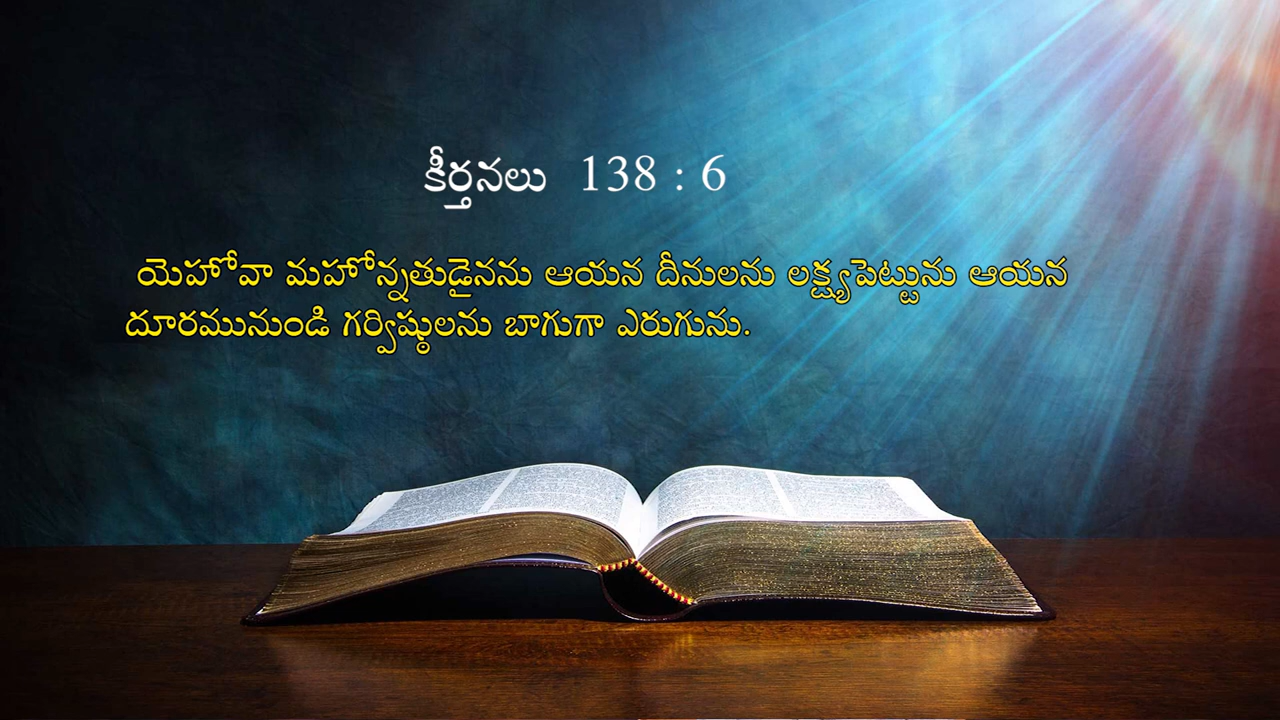 కీర్తనలు 138 : 6
యెహోవా మహోన్నతుడైనను ఆయన దీనులను లక్ష్యపెట్టును ఆయన
దూరమునుండి గర్విష్ఠులను బాగుగా ఎరుగును.